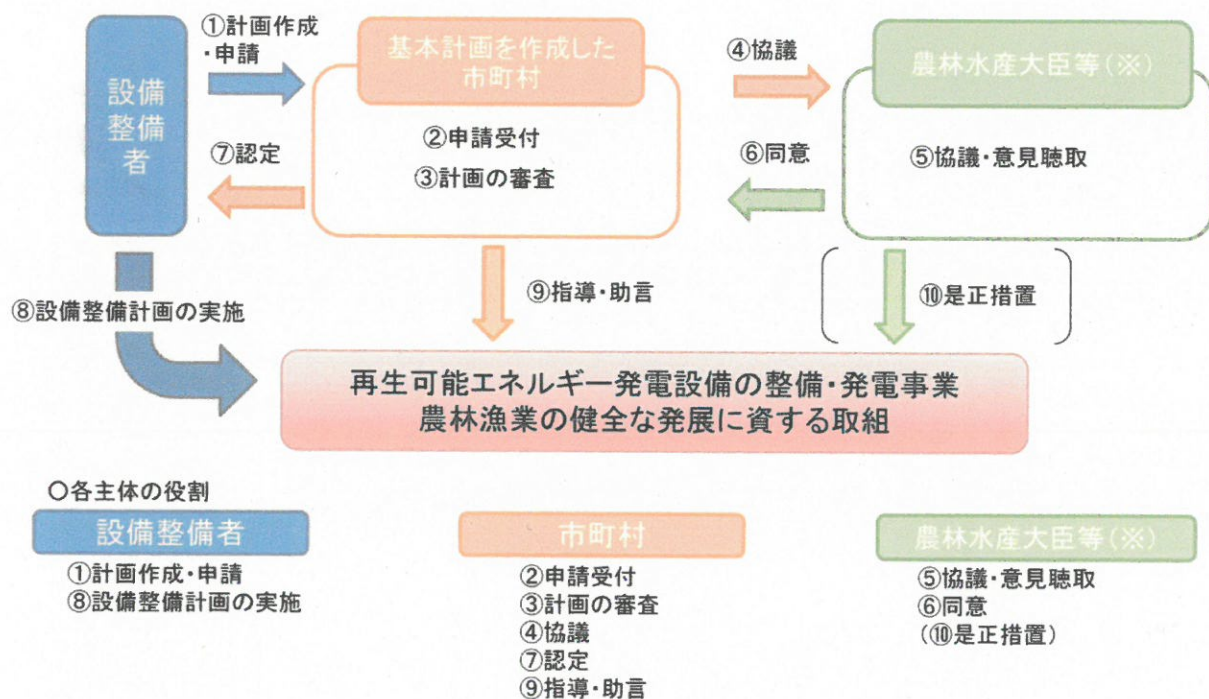 ①計画作成
・申請
設備
整備
者
基本計画を作成した
市町村
④協議
農林水産大臣等(※)
②申請受付
③計画の審査
⑦認定
⑥同意
⑤協議・意見聴取
⑧設備整備計画の実施
⑨指導・助言
⑩是正措置
再生可能エネルギー発電設備の整備・発電事業
農林漁業の健全な発展に資する取組
○各主体の役割
設備整備者
①計画作成・申請
⑧設備整備計画の実施
市町村
②申請受付
③計画の審査
④協議
⑦認定
⑨指導・助言
農林水産大臣等(※)
⑤協議・意見聴取
⑥同意
(⑩是正措置)